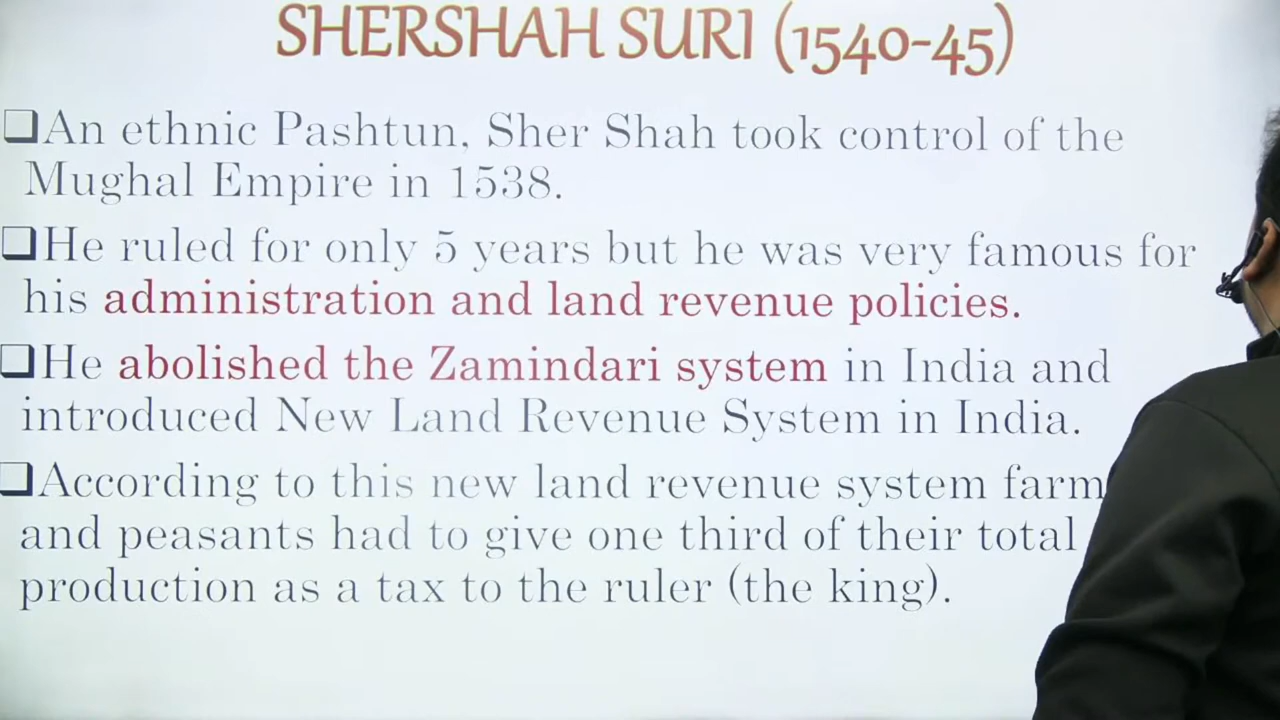 SHERSHAH SURI (1540-45)
❑An ethnic Pashtun, Sher Shah took control of the
Mughal Empire in 1538.
❑He ruled for only 5 years but he was very famous for
his administration and land revenue policies.
❑He abolished the Zamindari system in India and
introduced New Land Revenue System in India.
❑According to this new land revenue system
and peasants had to give one third of their total
production as a tax to the ruler (the king).